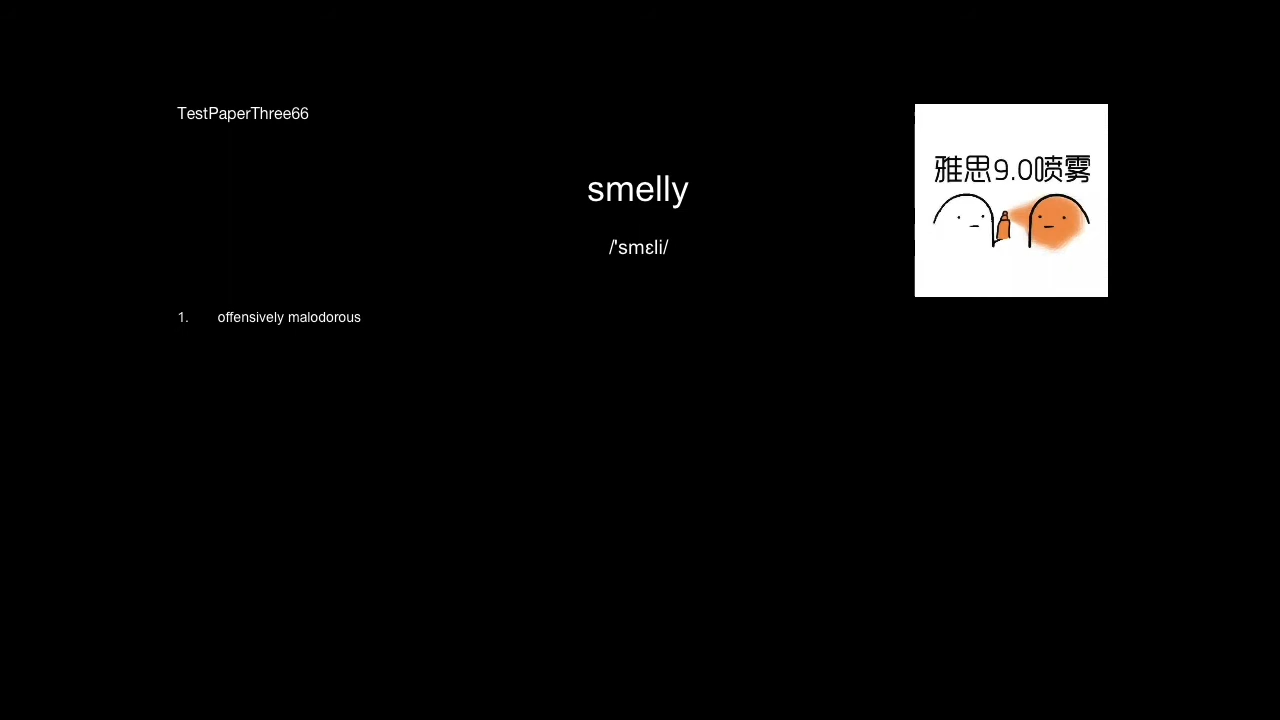 TestPaperThree66
smelly
/'smɛli/
雅思9.0喷雾
1. offensively malodorous